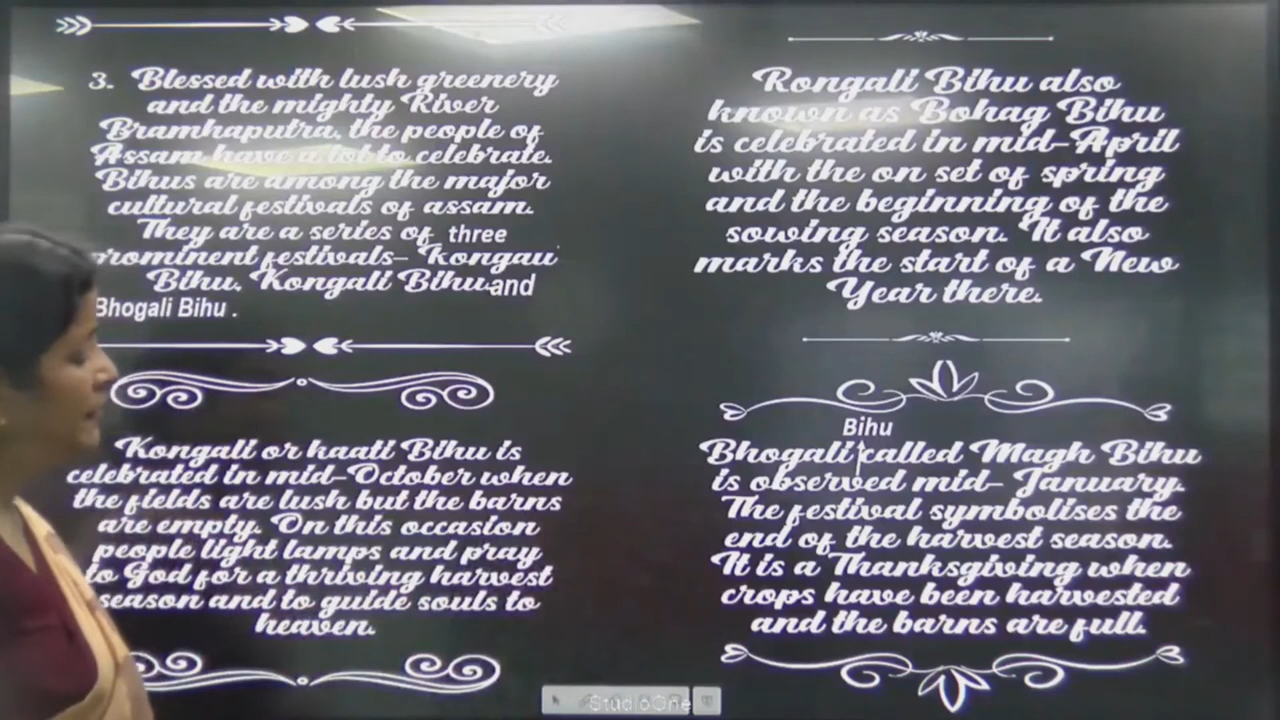 3. Blessed with lush greenery
and the mighty River
Bramhaputra, the people of
Assam have a lot to celebrate.
Bihus are among the major
cultural festivals of assam.
They are a series of three
prominent festivals- Rongali
Bihu, Kongali Bihu and
Bhogali Bihu .
Kongali or kaati Bihu is
celebrated in mid-October when
the fields are lush but the barns
are empty. On this occasion
people light lamps and pray
to God for a thriving harvest
season and to guide souls to
heaven.
Rongali Bihu also
known as Bohag Bihu
is celebrated in mid-April
with the on set of spring
and the beginning of the
sowing season. It also
marks the start of a New
Year there.
Bihu
Bhogali called Magh Bihu
is observed mid- January.
The festival symbolises the
end of the harvest season.
It is a Thanksgiving when
crops have been harvested
and the barns are full.
StudioOne